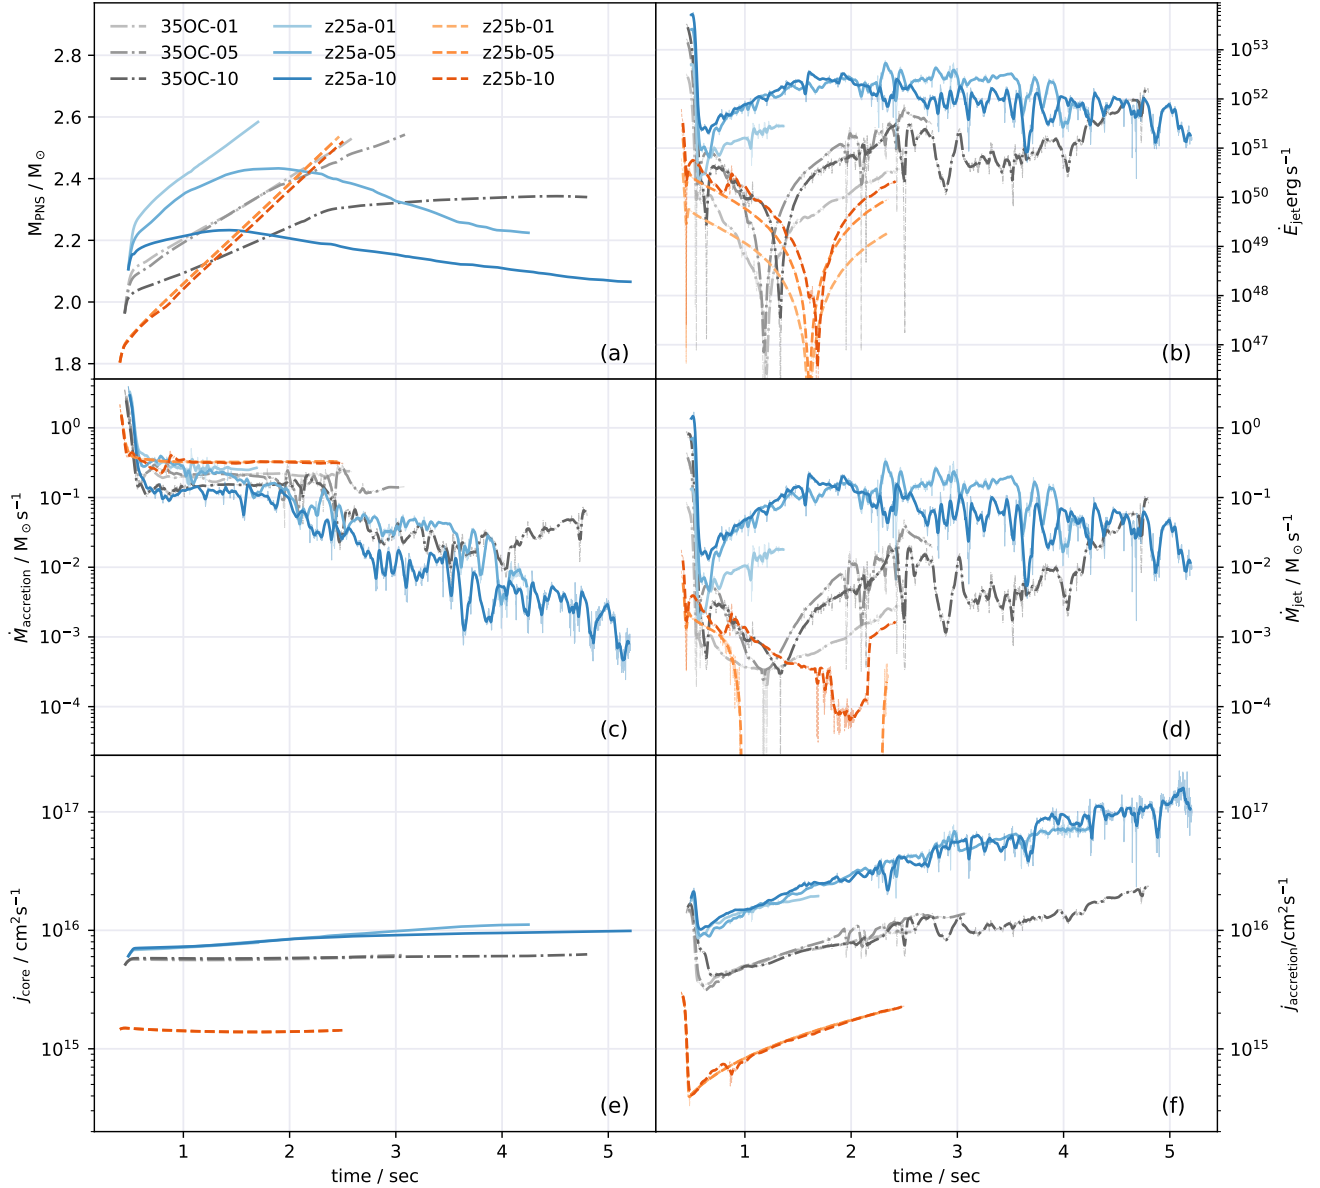 35OC-01 z25a-01 z25b-01
35OC-05 z25a-05 z25b-05
35OC-10 z25a-10 z25b-10
M_PNS / M_⊙
2.8
2.6
2.4
2.2
2.0
1.8
(a)
10^53
10^52
10^51
10^50
10^49
10^48
10^47
Ė_jet erg s^−1
(b)
Ṁ_accretion / M_⊙ s^−1
10^0
10^−1
10^−2
10^−3
10^−4
(c)
10^0
10^−1
10^−2
10^−3
10^−4
Ṁ_jet / M_⊙ s^−1
(d)
j_core / cm^2 s^−1
10^17
10^16
10^15
(e)
1 2 3 4 5
time / sec
10^17
10^16
10^15
j_accretion/cm^2 s^−1
(f)
1 2 3 4 5
time / sec